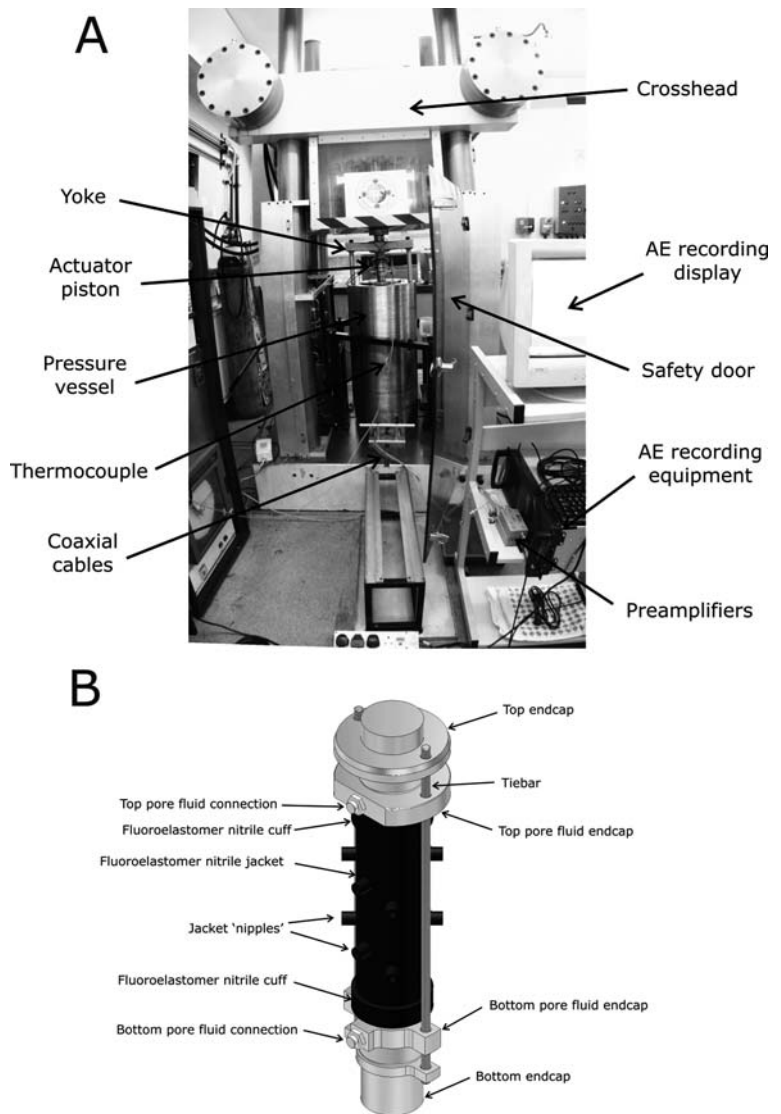 A
Crosshead
Yoke
Actuator
piston
AE recording
display
Pressure
vessel
Safety door
Thermocouple
AE recording
equipment
Coaxial
cables
Preamplifiers
B
Top endcap
Tiebar
Top pore fluid connection
Fluoroelastomer nitrile cuff
Top pore fluid endcap
Fluoroelastomer nitrile jacket
Jacket ‘nipples’
Fluoroelastomer nitrile cuff
Bottom pore fluid endcap
Bottom pore fluid connection
Bottom endcap